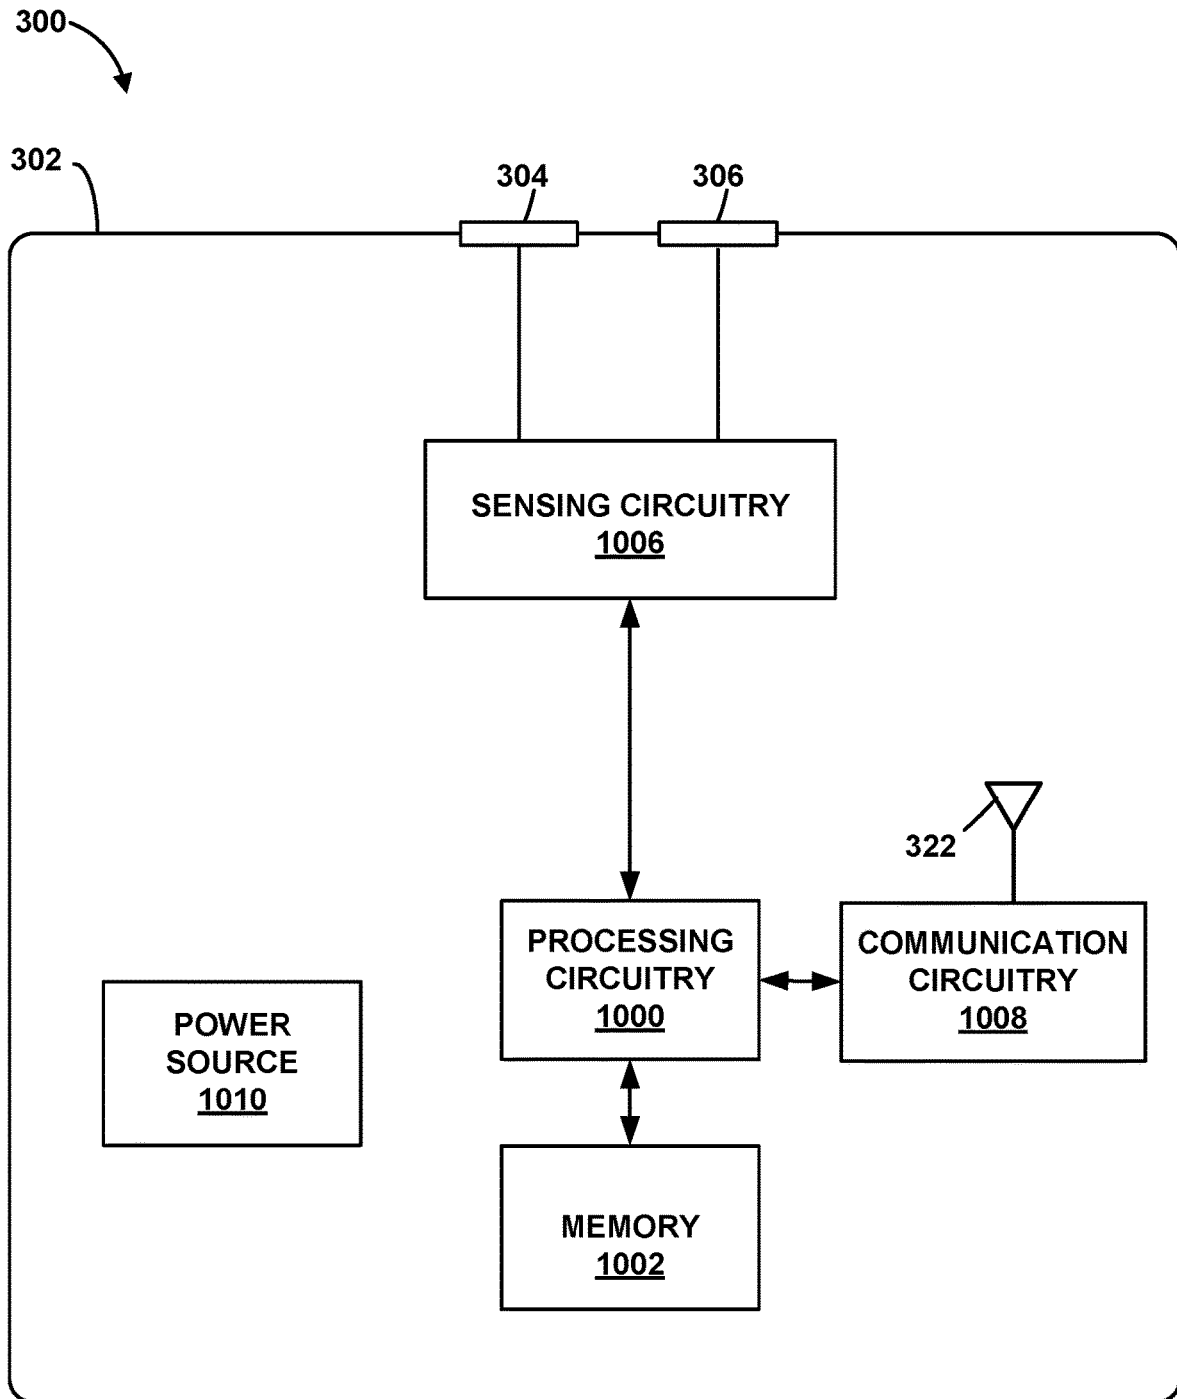 300
302
304
306
SENSING CIRCUITRY
1006
322
PROCESSING
CIRCUITRY
1000
COMMUNICATION
CIRCUITRY
1008
POWER
SOURCE
1010
MEMORY
1002